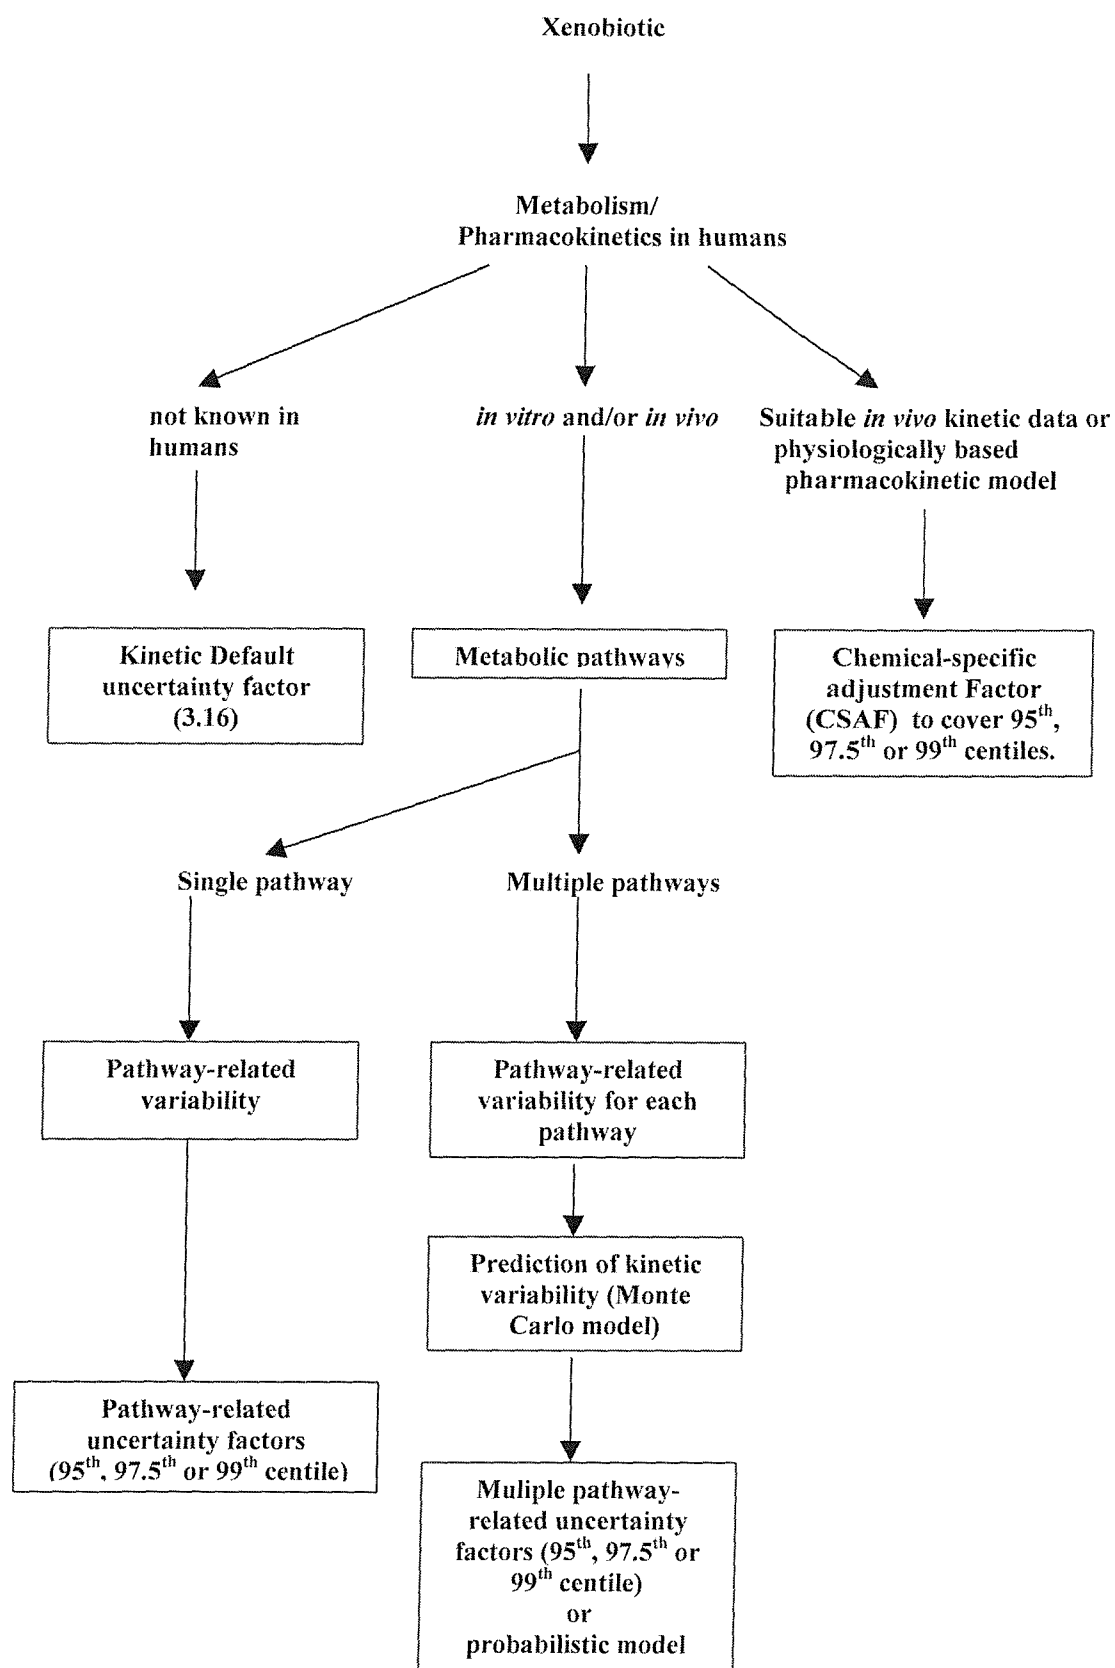 Xenobiotic
Metabolism/
Pharmacokinetics in humans
not known in
humans
in vitro and/or in vivo
Suitable in vivo kinetic data or
physiologically based
pharmacokinetic model
Kinetic Default
uncertainty factor
(3.16)
Metabolic pathways
Chemical-specific
adjustment Factor
(CSAF) to cover 95th,
97.5th or 99th centiles.
Single pathway
Multiple pathways
Pathway-related
variability
Pathway-related
variability for each
pathway
Prediction of kinetic
variability (Monte
Carlo model)
Pathway-related
uncertainty factors
(95th, 97.5th or 99th centile)
Muliple pathway-
related uncertainty
factors (95th, 97.5th or
99th centile)
or
probabilistic model